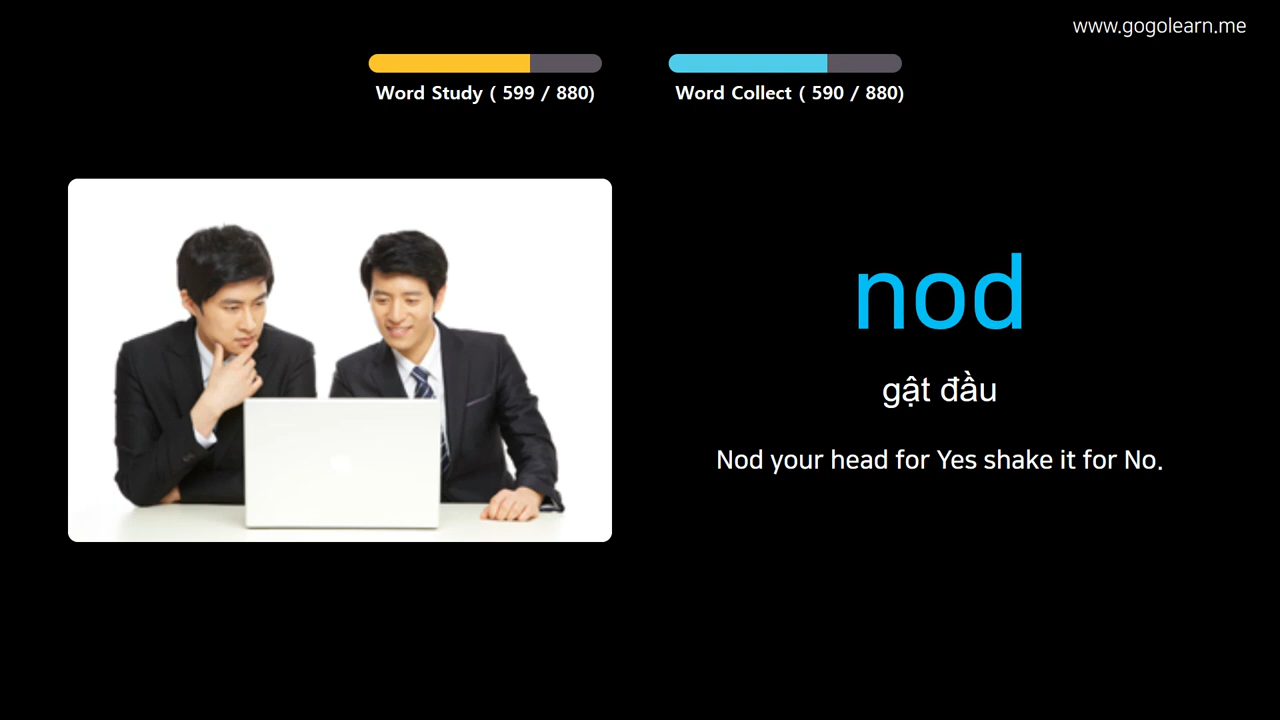 www.gogolearn.me
Word Study ( 599 / 880)
Word Collect ( 590 / 880)
nod
gật đầu
Nod your head for Yes shake it for No.